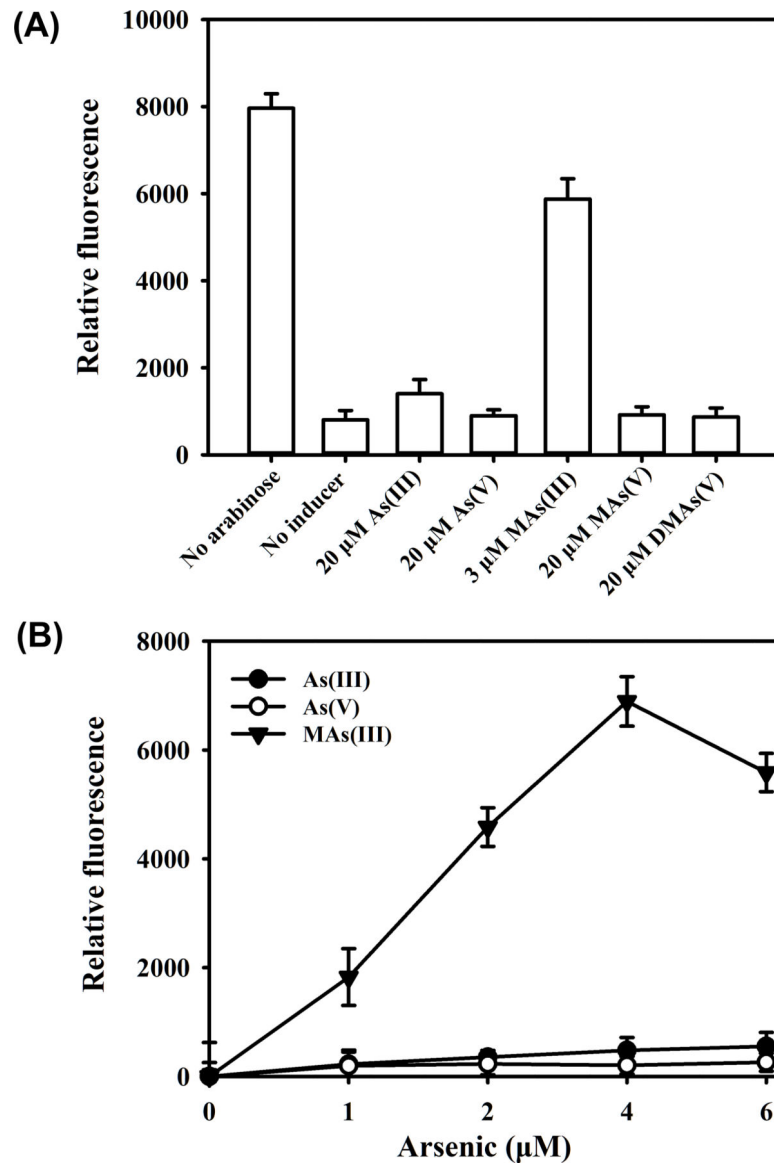 (A)
10000
8000
6000
4000
2000
0
Relative fluorescence
No arabinose
No inducer
20 μM As(III)
20 μM As(V)
3 μM MAs(III)
20 μM MAs(V)
20 μM DMAs(V)
(B)
8000
6000
4000
2000
0
Relative fluorescence
As(III)
As(V)
MAs(III)
0 1 2 4 6
Arsenic (μM)